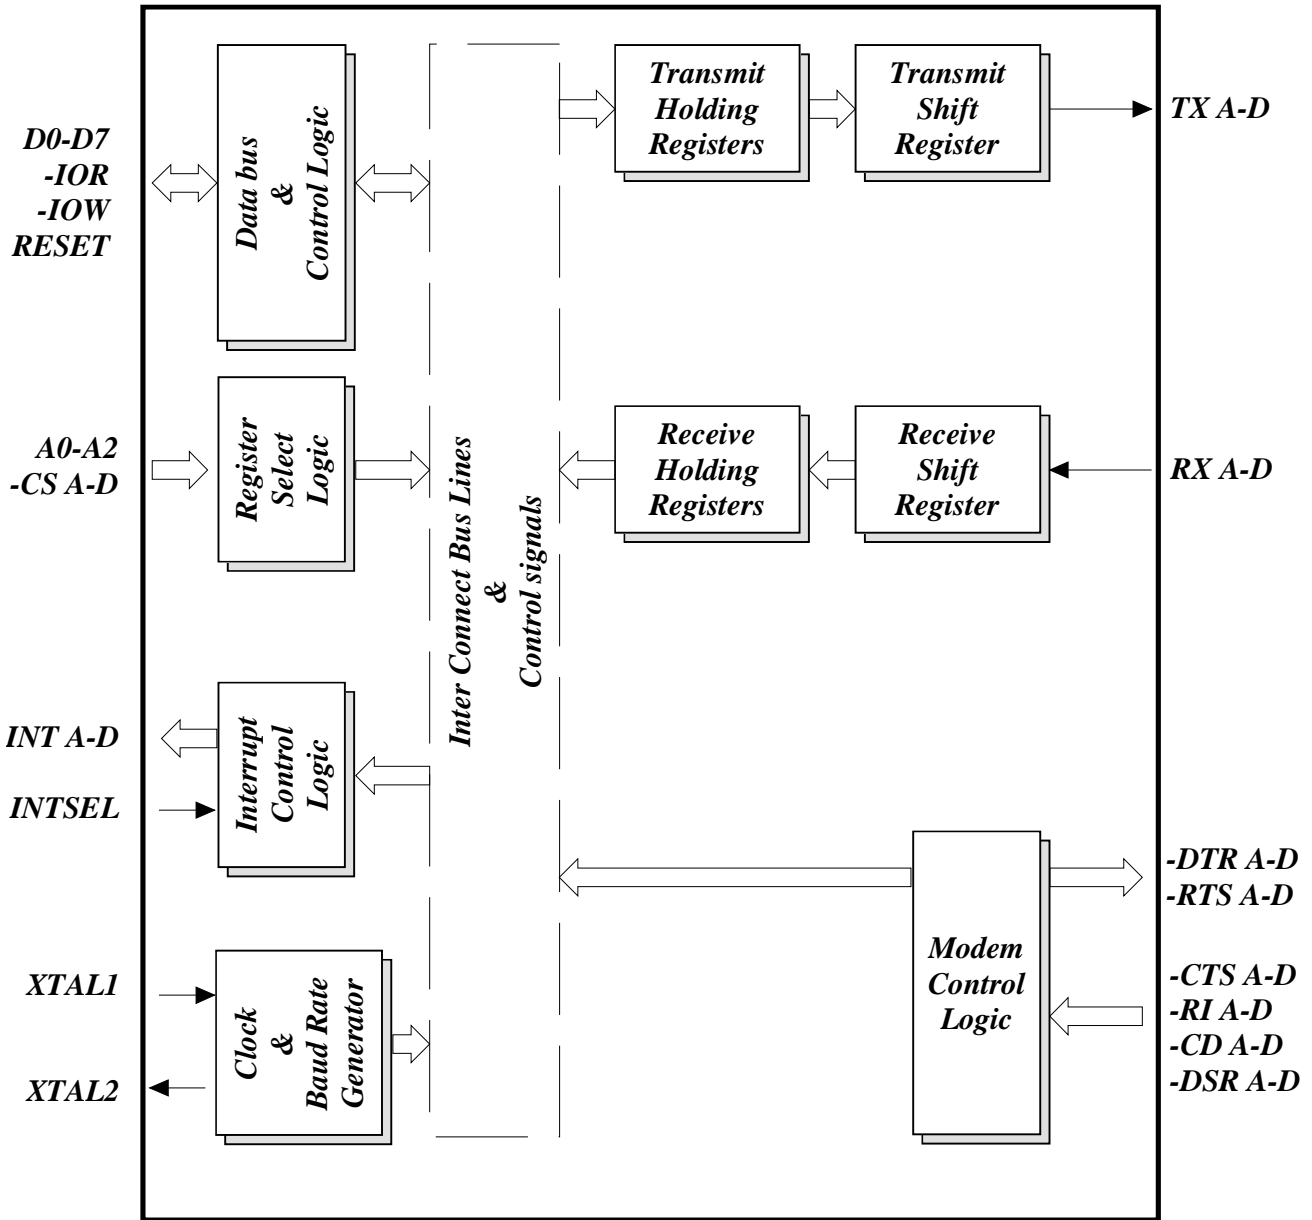 D0-D7
-IOR
-IOW
RESET
Data bus
&
Control Logic
A0-A2
-CS A-D
Register
Select
Logic
INT A-D
INTSEL
Interrupt
Control
Logic
XTAL1
XTAL2
Clock
&
Baud Rate
Generator
Inter Connect Bus Lines
&
Control signals
Transmit
Holding
Registers
Transmit
Shift
Register
TX A-D
Receive
Holding
Registers
Receive
Shift
Register
RX A-D
Modem
Control
Logic
-DTR A-D
-RTS A-D
-CTS A-D
-RI A-D
-CD A-D
-DSR A-D